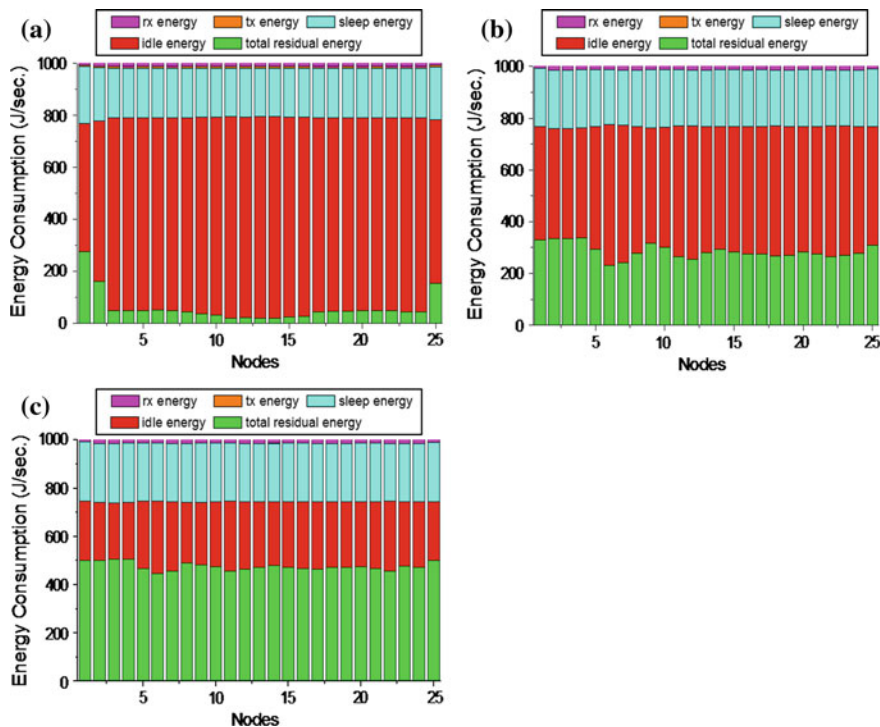 (a)
rx energy tx energy sleep energy
idle energy total residual energy
Energy Consumption (J/sec.)
1000
800
600
400
200
0
5 10 15 20 25
Nodes
(b)
rx energy tx energy sleep energy
idle energy total residual energy
Energy Consumption (J/sec.)
1000
800
600
400
200
0
5 10 15 20 25
Nodes
(c)
rx energy tx energy sleep energy
idle energy total residual energy
Energy Consumption (J/sec.)
1000
800
600
400
200
0
5 10 15 20 25
Nodes